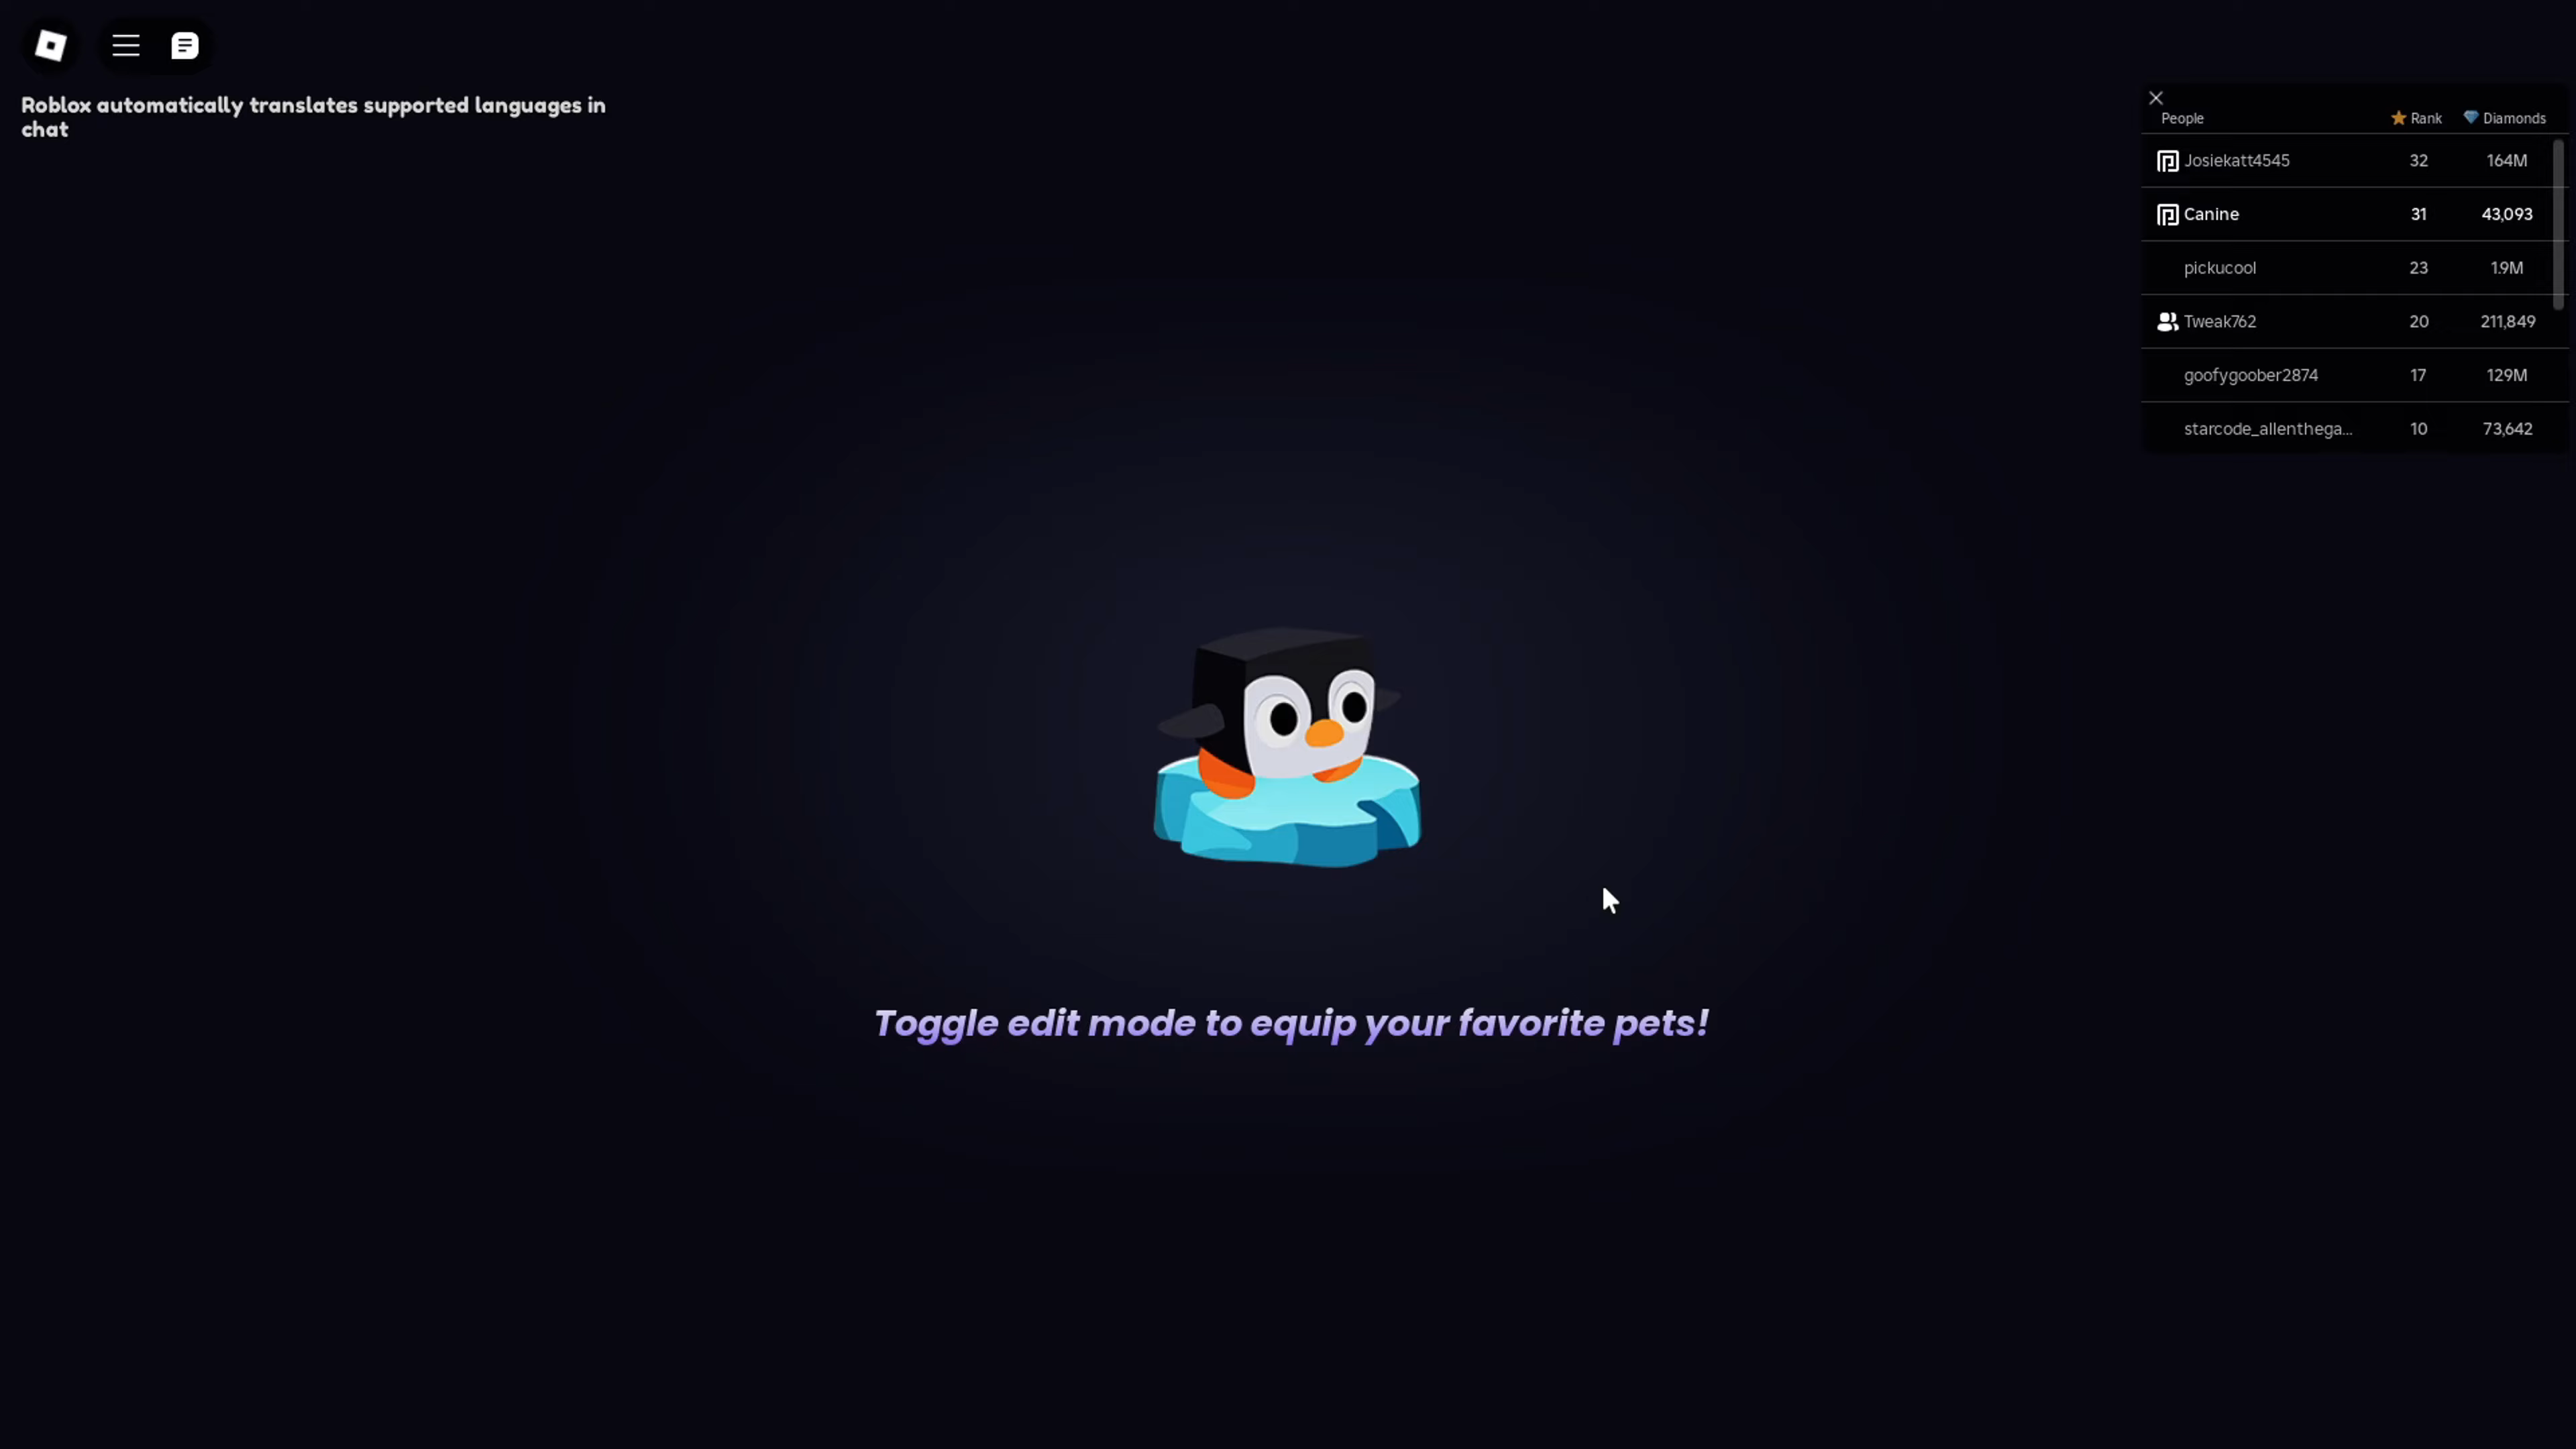 Roblox automatically translates supported languages in
chat
People Rank Diamonds
Josiekatt4545 32 164M
Canine 31 43,093
pickucool 23 1.9M
Tweak762 20 211,849
goofygoober2874 17 129M
starcode_allenthega... 10 73,642
Toggle edit mode to equip your favorite pets!